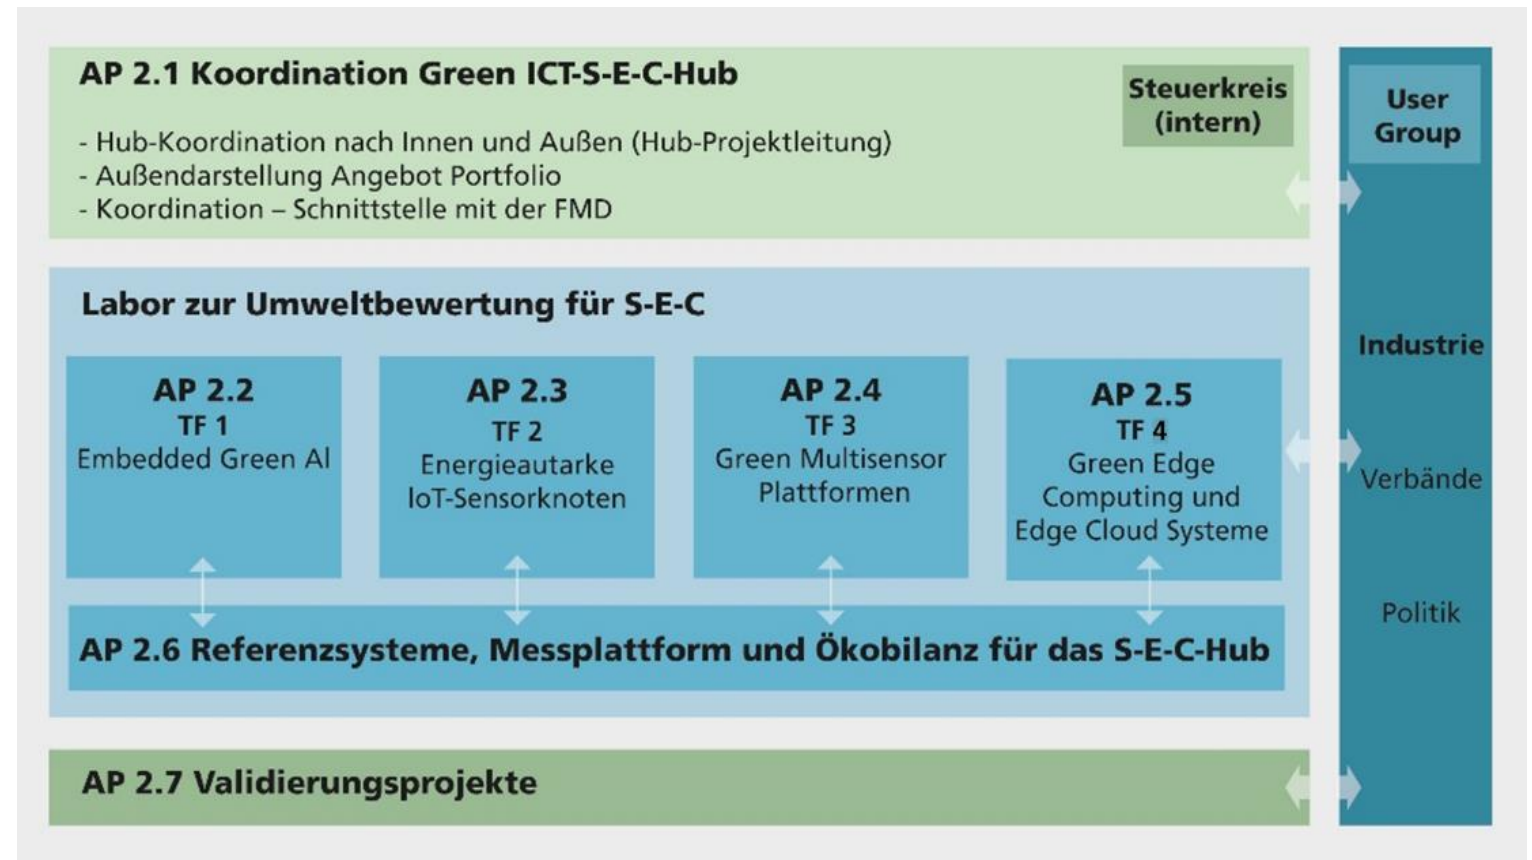 AP 2.1 Koordination Green ICT-S-E-C-Hub
- Hub-Koordination nach Innen und Außen (Hub-Projektleitung)
- Außendarstellung Angebot Portfolio
- Koordination – Schnittstelle mit der FMD
Steuerkreis
(intern)
User
Group
Industrie
Verbände
Politik
Labor zur Umweltbewertung für S-E-C
AP 2.2
TF 1
Embedded Green AI
AP 2.3
TF 2
Energieautarke
IoT-Sensorknoten
AP 2.4
TF 3
Green Multisensor
Plattformen
AP 2.5
TF 4
Green Edge
Computing und
Edge Cloud Systeme
AP 2.6 Referenzsysteme, Messplattform und Ökobilanz für das S-E-C-Hub
AP 2.7 Validierungsprojekte